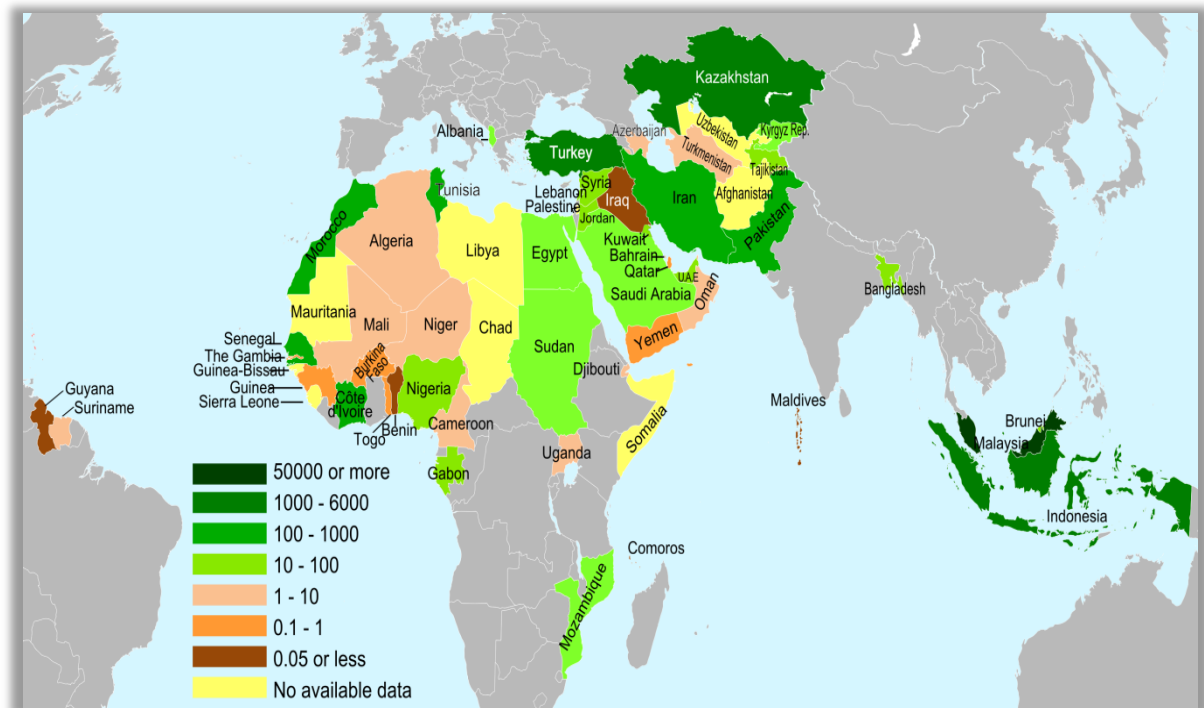 Kazakhstan
Uzbekistan
Kyrgyz Rep.
Azerbaijan
Turkmenistan
Tajikistan
Albania
Turkey
Afghanistan
Tunisia
Lebanon
Syria
Palestine
Iraq
Iran
Jordan
Pakistan
Morocco
Algeria
Libya
Egypt
Kuwait
Bahrain
Qatar
U.A.E
Saudi Arabia
Oman
Bangladesh
Mauritania
Mali
Niger
Chad
Sudan
Yemen
Djibouti
Senegal
The Gambia
Guinea-Bissau
Guinea
Sierra Leone
Burkina
Faso
Côte
d'Ivoire
Togo
Benin
Nigeria
Cameroon
Gabon
Uganda
Somalia
Maldives
Guyana
Suriname
Brunei
Malaysia
Indonesia
Comoros
Mozambique
50000 or more
1000 - 6000
100 - 1000
10 - 100
1 - 10
0.1 - 1
0.05 or less
No available data